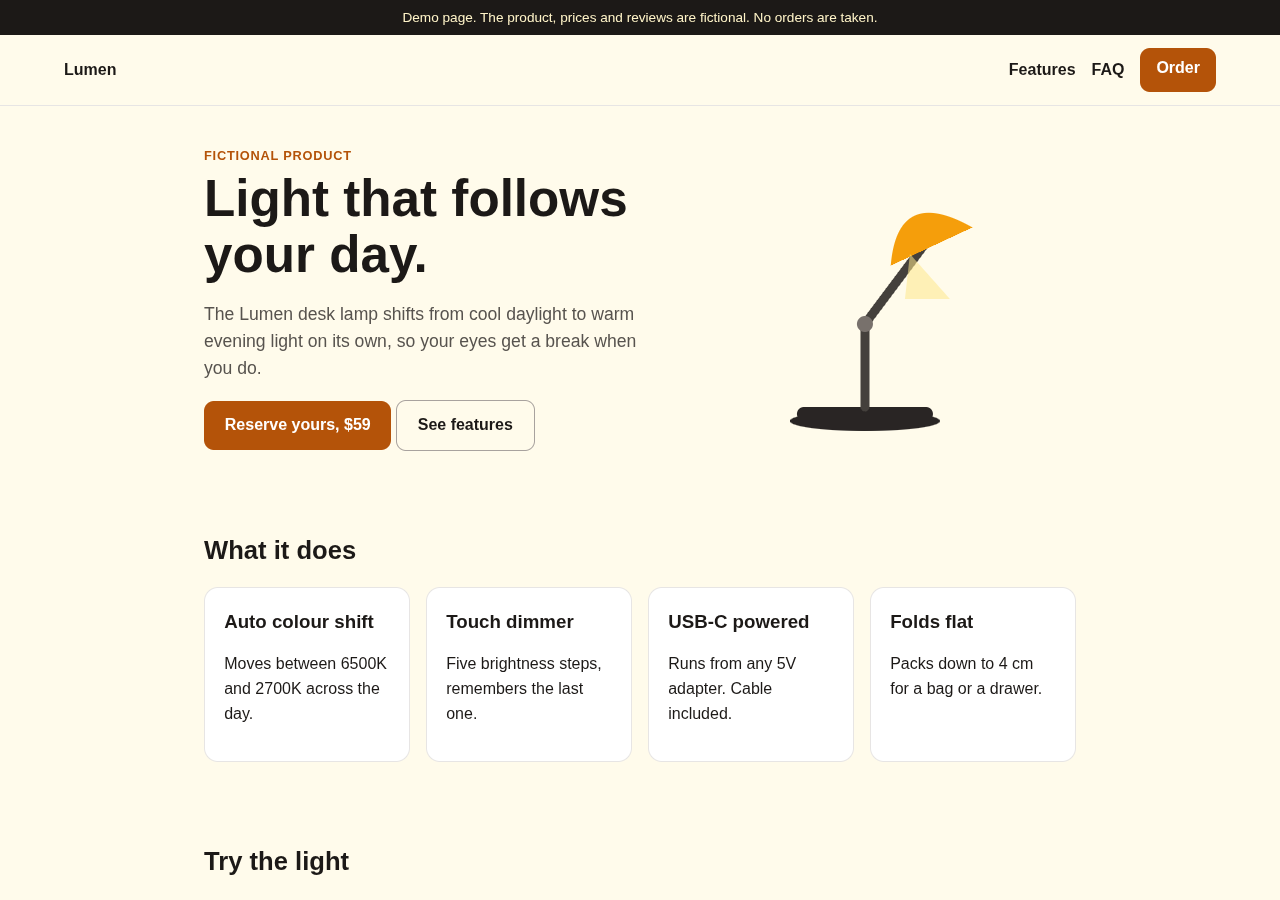 Demo page. The product, prices and reviews are fictional. No orders are taken.
Lumen
Features FAQ Order
FICTIONAL PRODUCT
Light that follows
your day.
The Lumen desk lamp shifts from cool daylight to warm
evening light on its own, so your eyes get a break when
you do.
Reserve yours, $59 See features
What it does
Auto colour shift
Moves between 6500K
and 2700K across the
day.
Touch dimmer
Five brightness steps,
remembers the last
one.
USB-C powered
Runs from any 5V
adapter. Cable
included.
Folds flat
Packs down to 4 cm
for a bag or a drawer.
Try the light